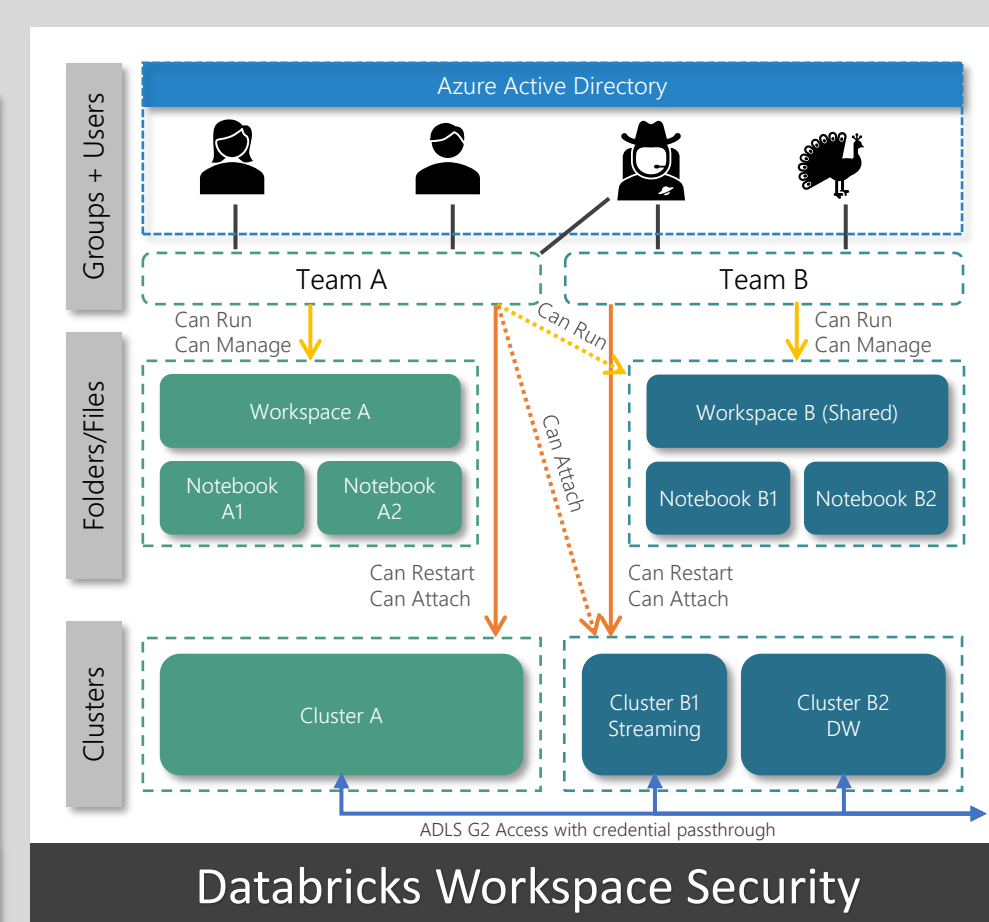 Groups + Users
Azure Active Directory
Team A
Team B
Can Run
Can Manage
Can Run
Can Run
Can Manage
Folders/Files
Workspace A
Notebook
A1
Notebook
A2
Can Attach
Workspace B (Shared)
Notebook B1
Notebook B2
Can Restart
Can Attach
Can Restart
Can Attach
Clusters
Cluster A
Cluster B1
Streaming
Cluster B2
DW
ADLS G2 Access with credential passthrough
Databricks Workspace Security